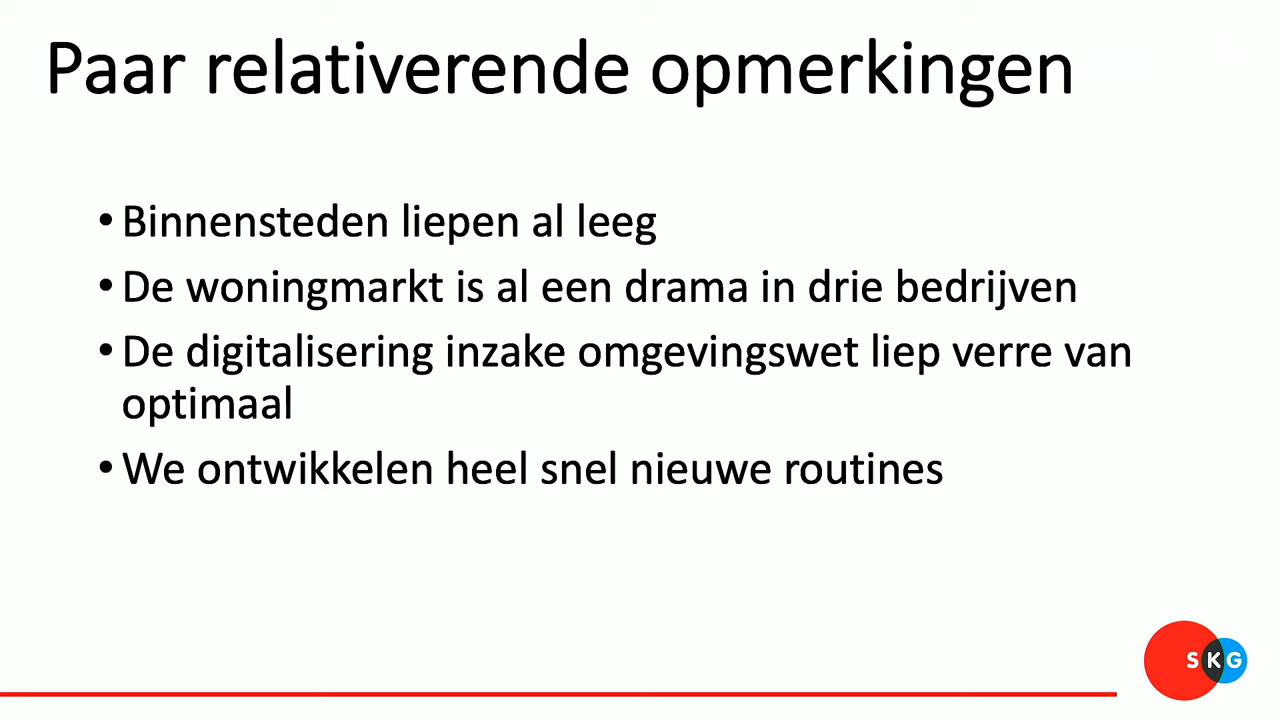 Paar relativerende opmerkingen
• Binnensteden liepen al leeg
• De woningmarkt is al een drama in drie bedrijven
• De digitalisering inzake omgevingswet liep verre van
optimaal
• We ontwikkelen heel snel nieuwe routines
SKG